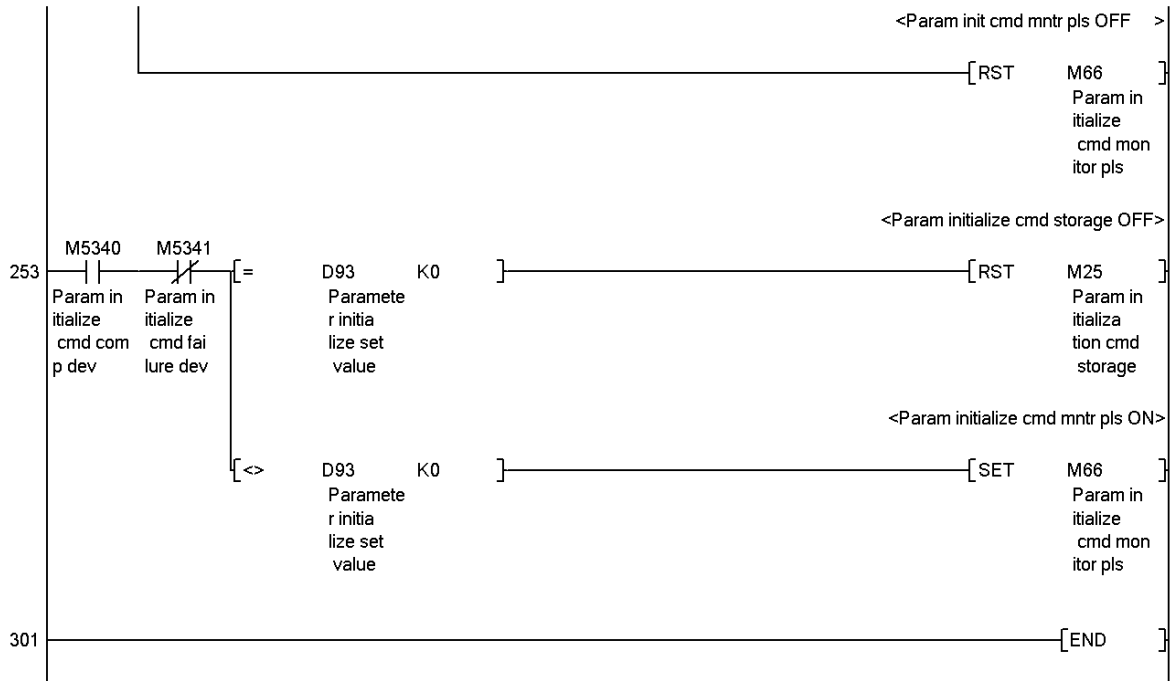 <Param init cmd mntr pls OFF >
[RST M66 ]
Param in
itialize
cmd mon
itor pls
<Param initialize cmd storage OFF>
M5340 M5341
253 [= D93 K0 ] [RST M25 ]
Param in Param in Paramete Param in
itialize itialize r initia itializa
cmd com cmd fai lize set tion cmd
p dev lure dev value storage
<Param initialize cmd mntr pls ON>
[<> D93 K0 ] [SET M66 ]
Paramete Param in
r initia itialize
lize set cmd mon
value itor pls
301 [END ]